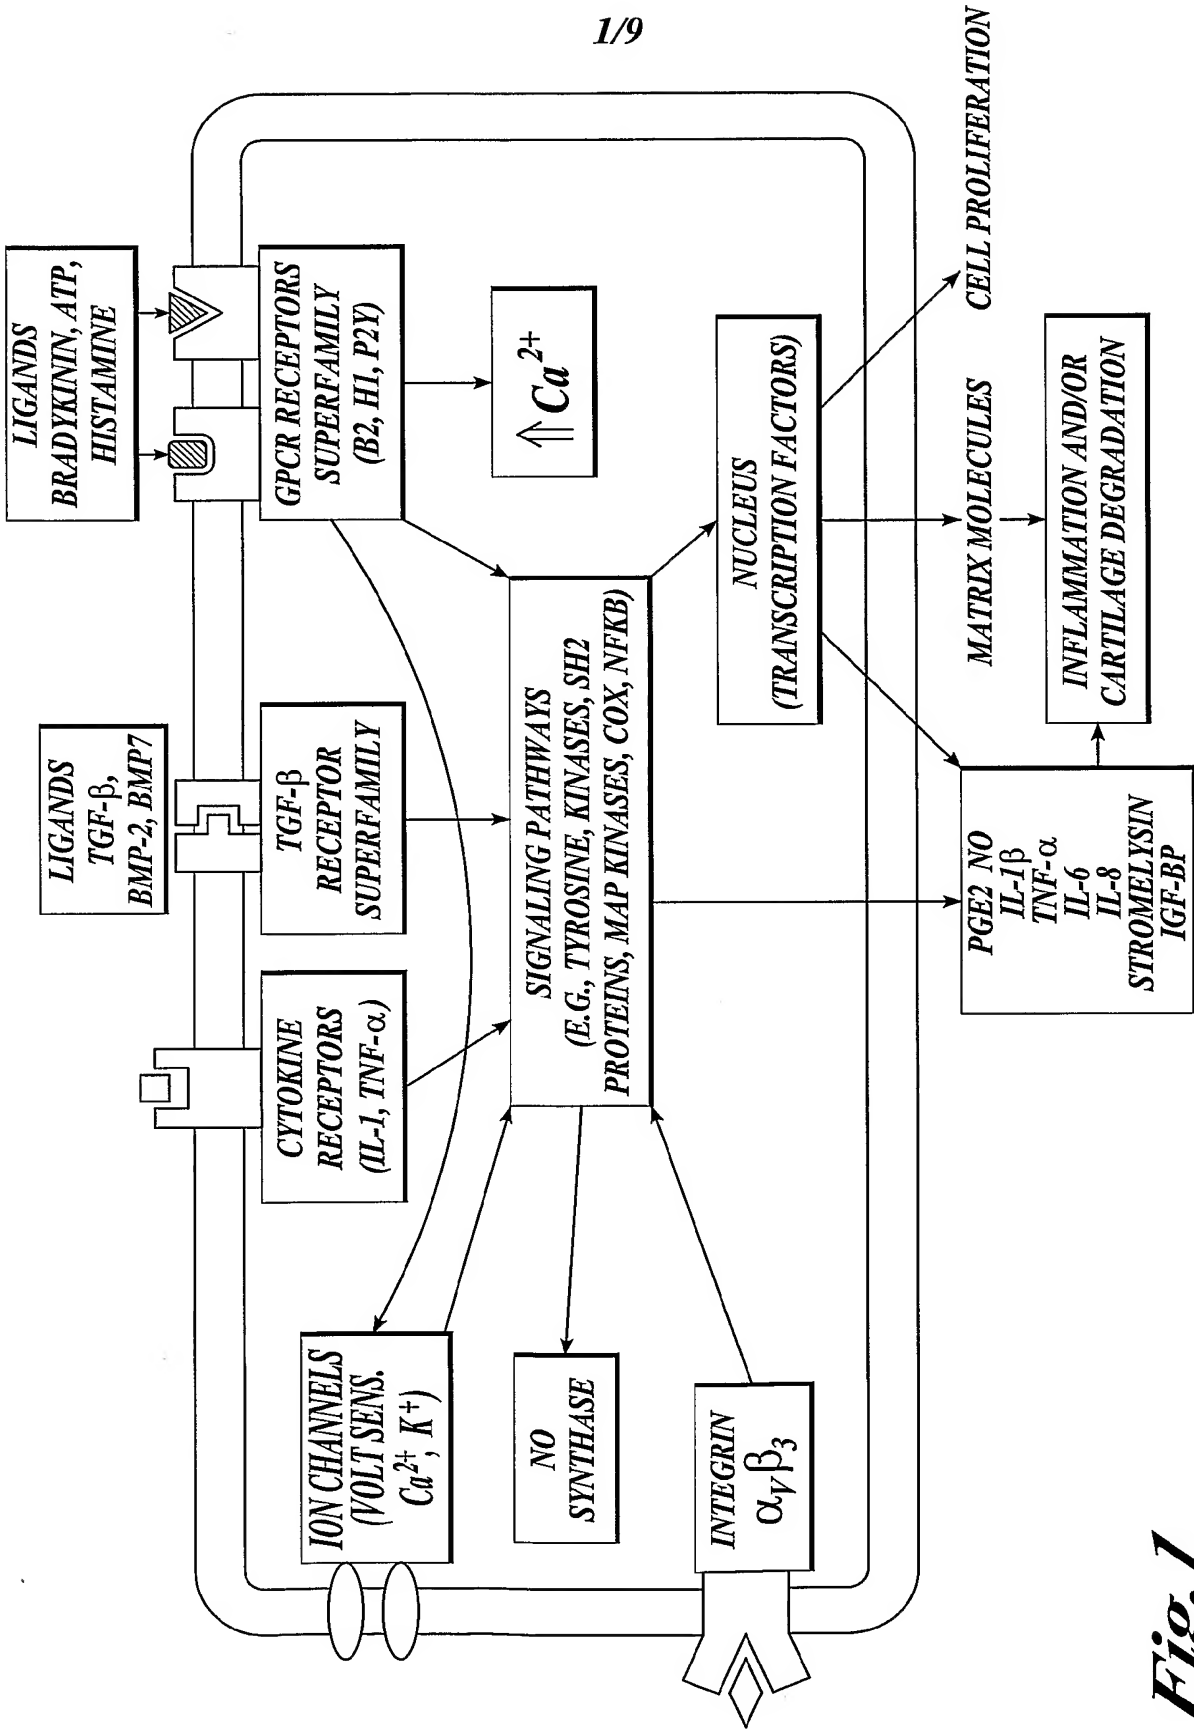 1/9
LIGANDS
BRADYKININ, ATP,
HISTAMINE
LIGANDS
TGF-β,
BMP-2, BMP7
GPCR RECEPTORS
SUPERFAMILY
(B2, H1, P2Y)
TGF-β
RECEPTOR
SUPERFAMILY
CYTOKINE
RECEPTORS
(IL-1, TNF-α)
ION CHANNELS
(VOLT SENS.
Ca²⁺, K⁺)
⇑ Ca²⁺
SIGNALING PATHWAYS
(E.G., TYROSINE, KINASES, SH2
PROTEINS, MAP KINASES, COX, NFKB)
NO
SYNTHASE
INTEGRIN
αᵥβ₃
NUCLEUS
(TRANSCRIPTION FACTORS)
CELL PROLIFERATION
MATRIX MOLECULES
PGE2 NO
IL-1β
TNF-α
IL-6
IL-8
STROMELYSIN
IGF-BP
INFLAMMATION AND/OR
CARTILAGE DEGRADATION
Fig. 1